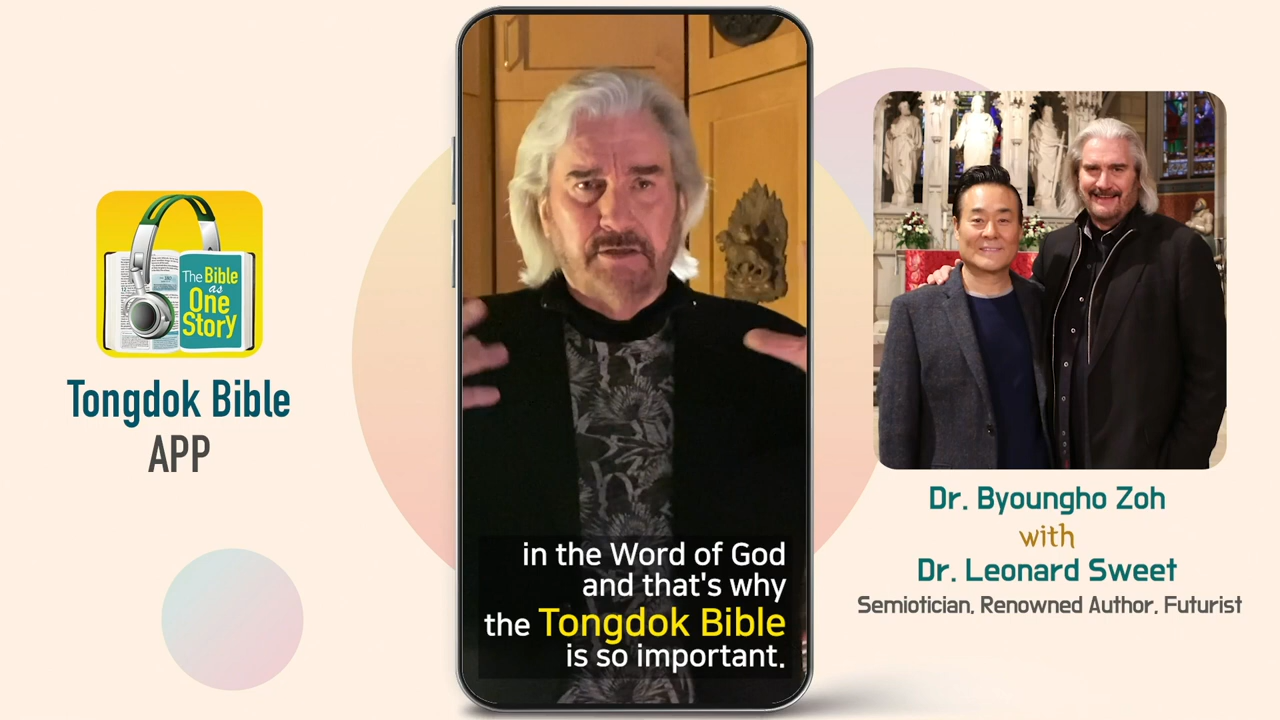 The Bible
as
One
Story
Tongdok Bible
APP
in the Word of God
and that's why
the Tongdok Bible
is so important.
Dr. Byoungho Zoh
with
Dr. Leonard Sweet
Semiotician, Renowned Author, Futurist